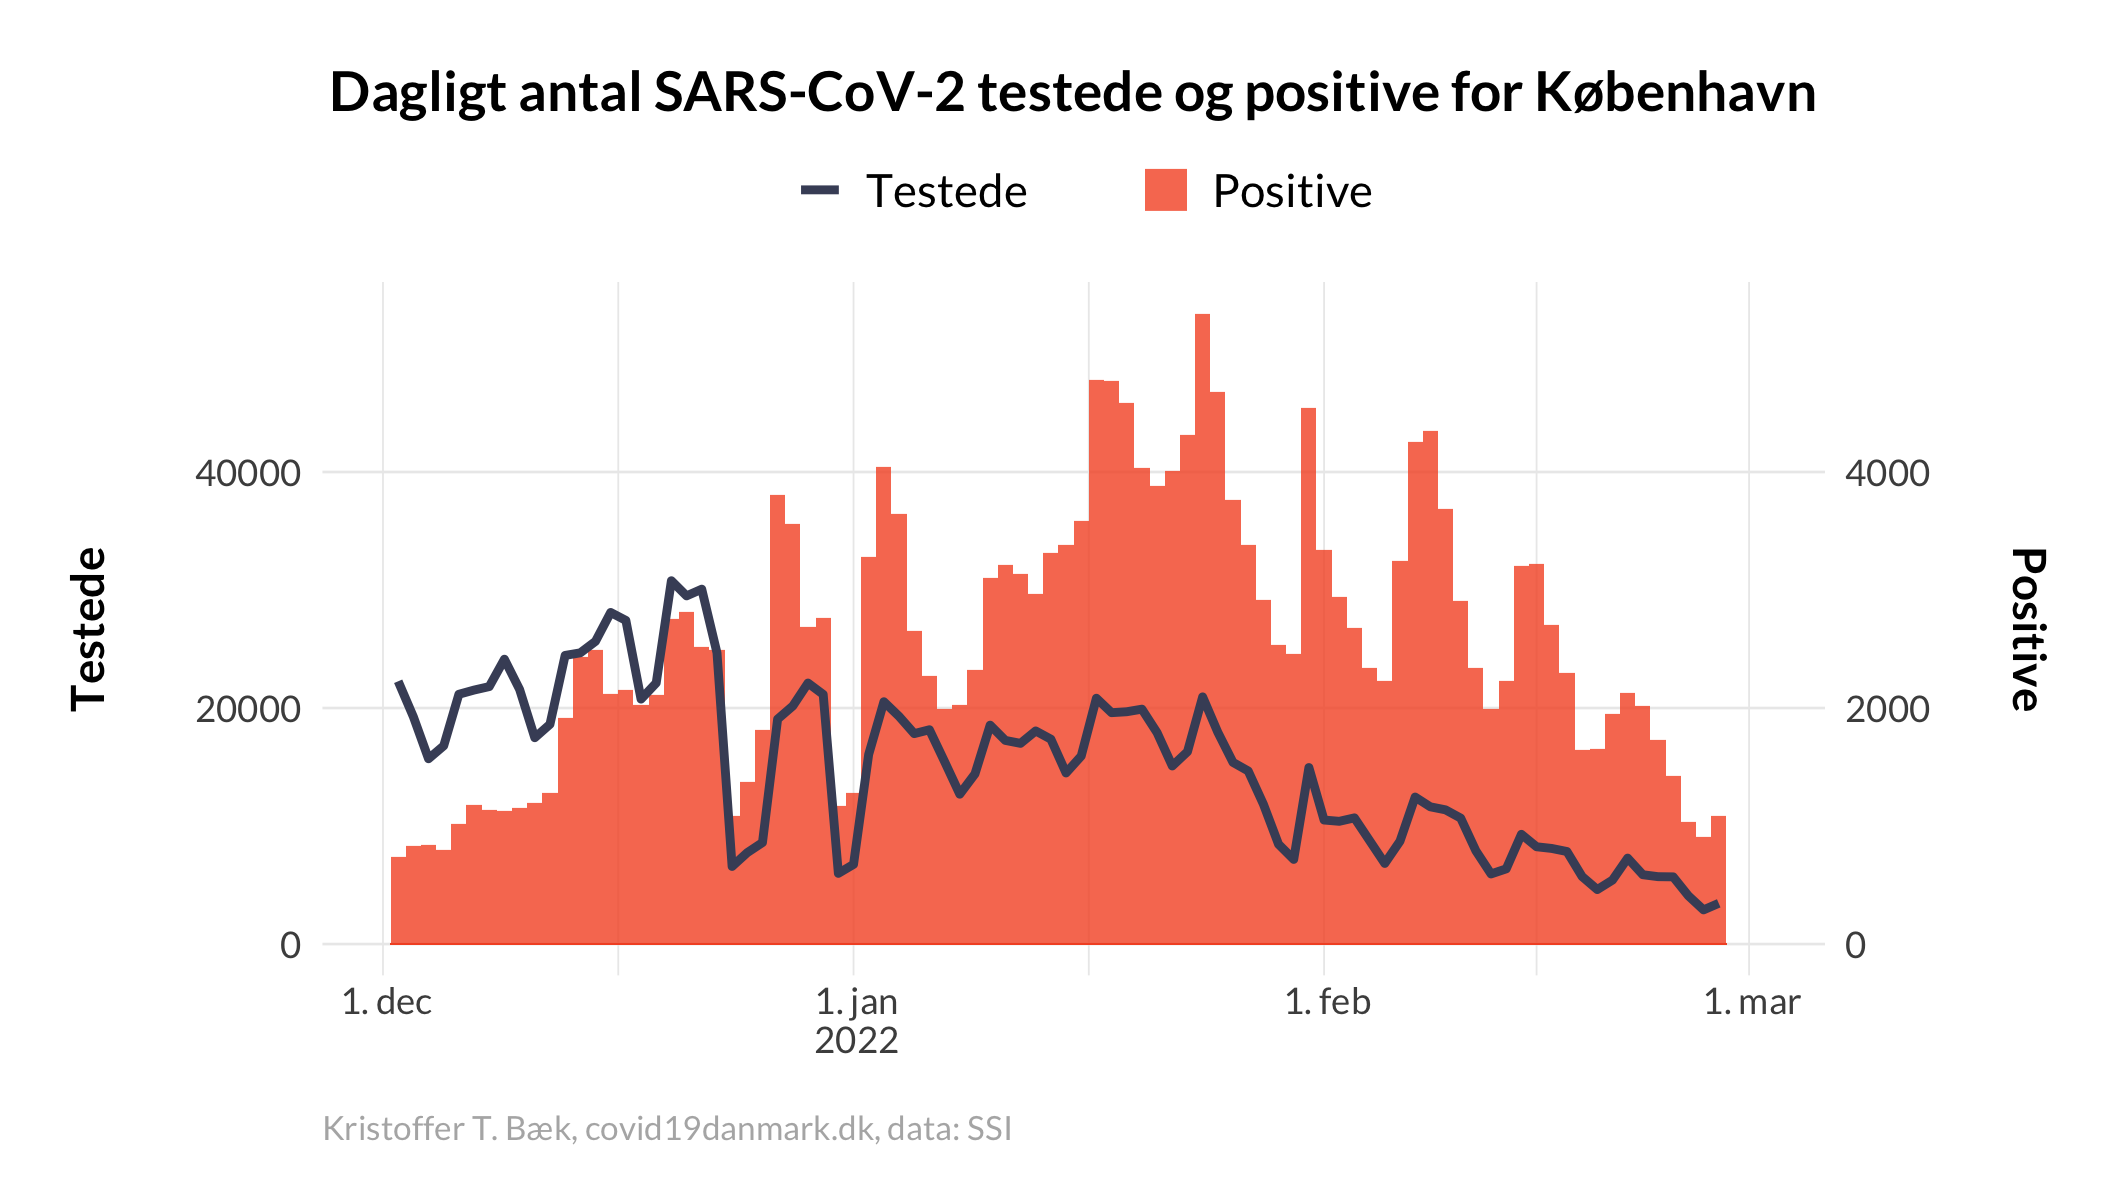 Dagligt antal SARS-CoV-2 testede og positive for København
Testede
Positive
40000
20000
0
Testede
4000
2000
0
Positive
1. dec
1. jan
2022
1. feb
1. mar
Kristoffer T. Bæk, covid19danmark.dk, data: SSI